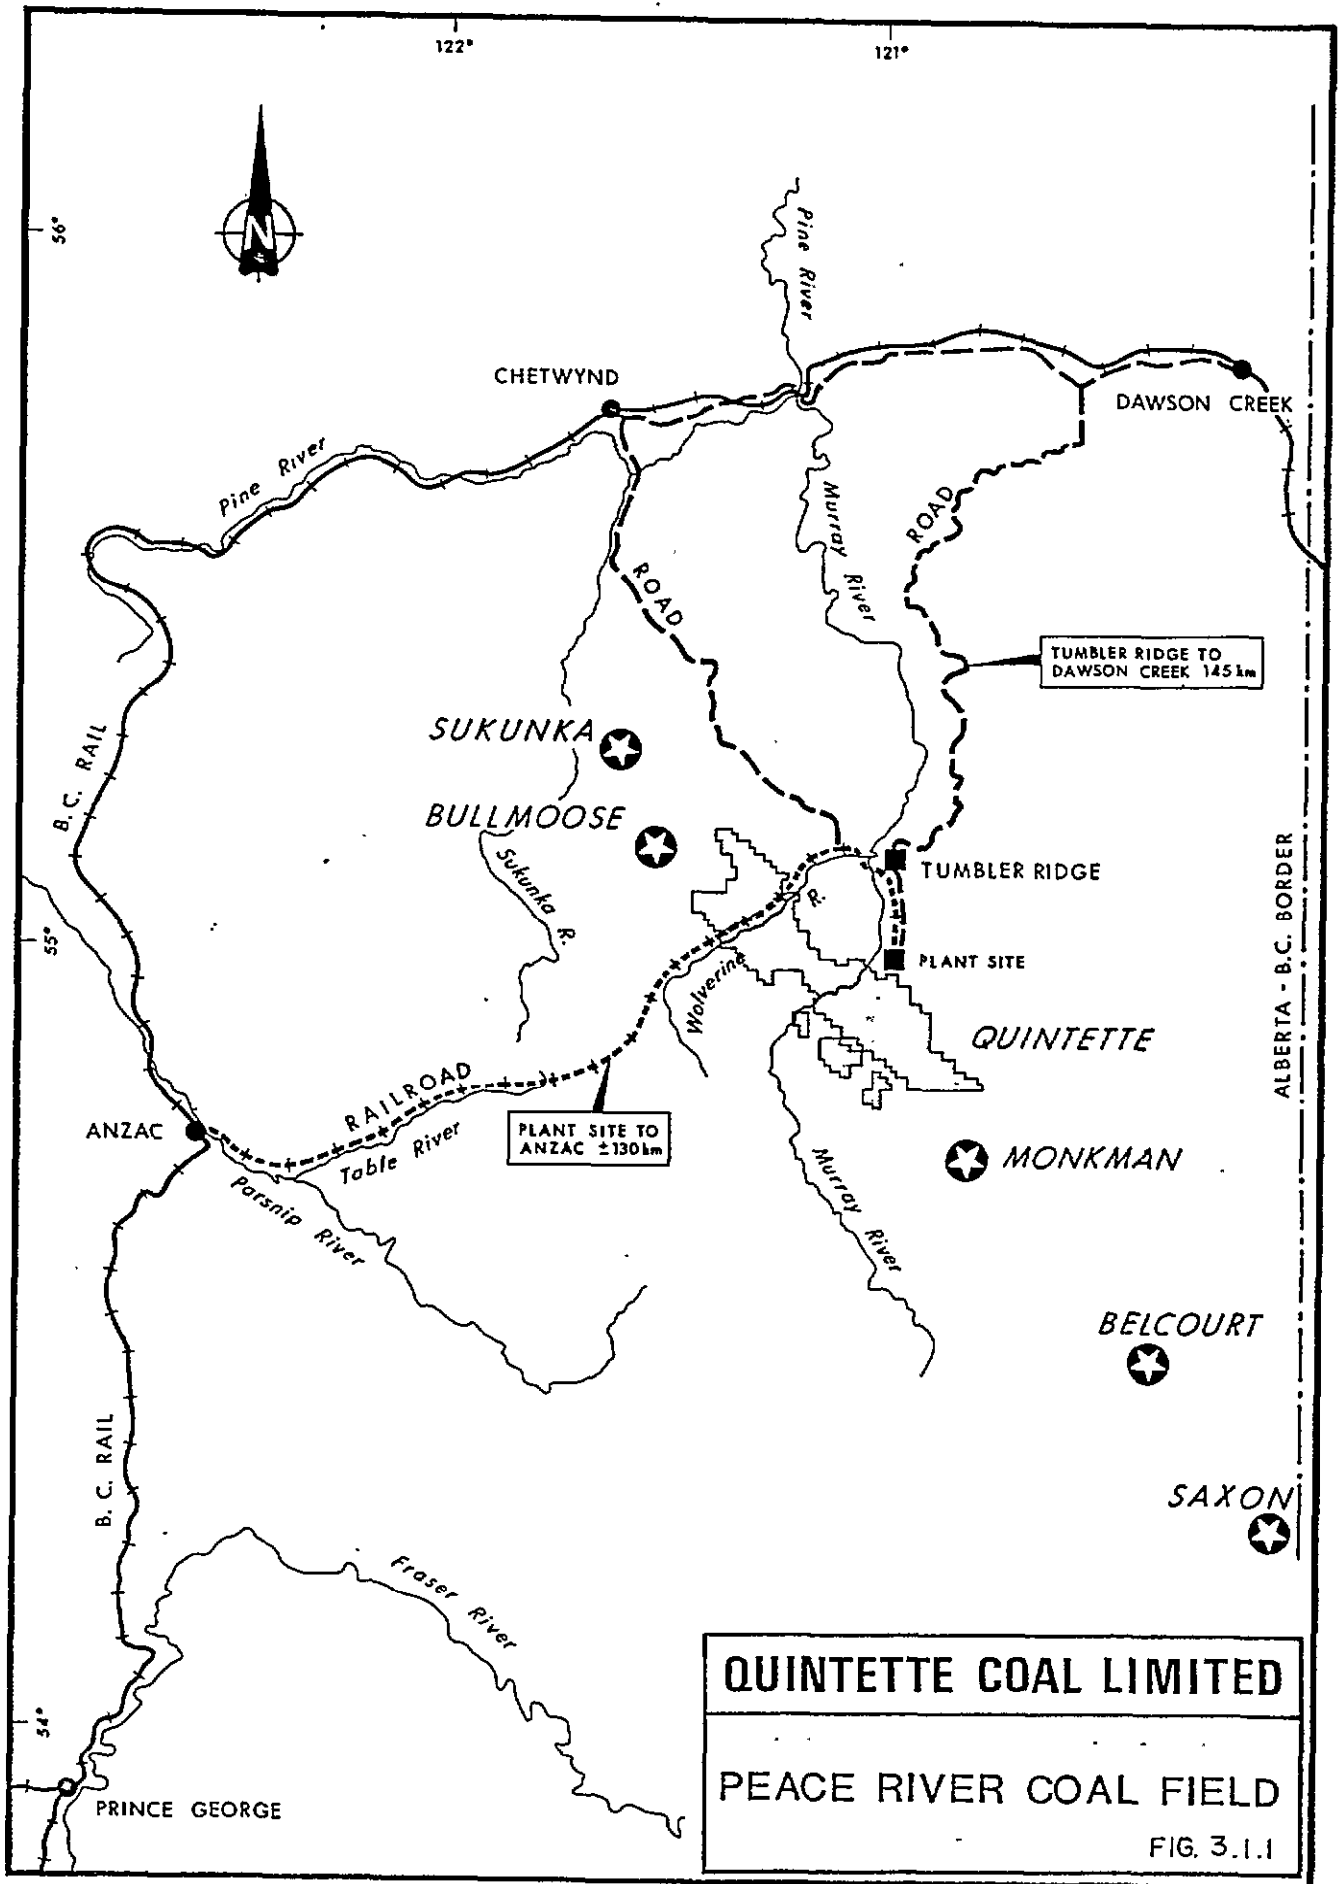 122°
121°
56°
N
Pine River
CHETWYND
DAWSON CREEK
Pine River
ROAD
Murray River
ROAD
TUMBLER RIDGE TO
DAWSON CREEK 145 km
SUKUNKA
B.C. RAIL
BULLMOOSE
Sukunka R.
TUMBLER RIDGE
ALBERTA - B.C. BORDER
55°
Wolverine R.
PLANT SITE
QUINTETTE
RAILROAD
ANZAC
PLANT SITE TO
ANZAC ±130 km
Table River
MONKMAN
Parsnip River
Murray River
BELCOURT
B.C. RAIL
SAXON
Fraser River
54°
PRINCE GEORGE
QUINTETTE COAL LIMITED
PEACE RIVER COAL FIELD
FIG. 3.1.1